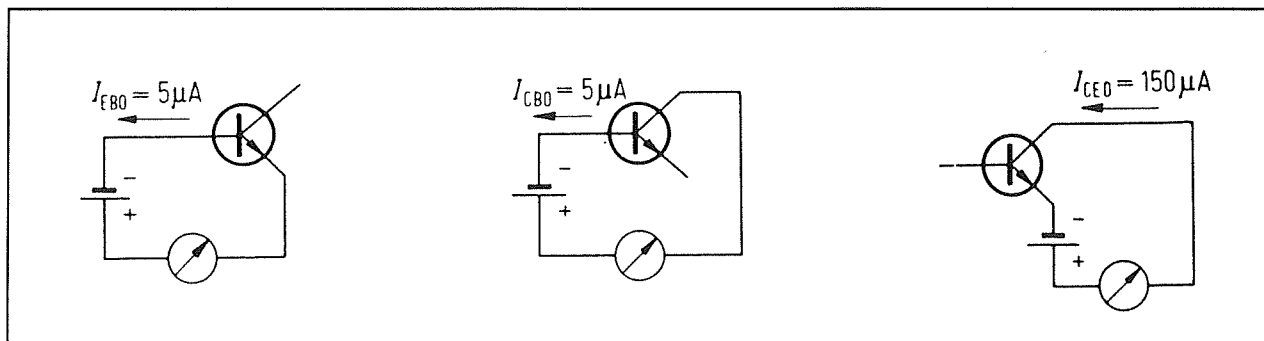 I_EBO = 5µA
−
+
I_CBO = 5µA
−
+
I_CEO = 150µA
−
+